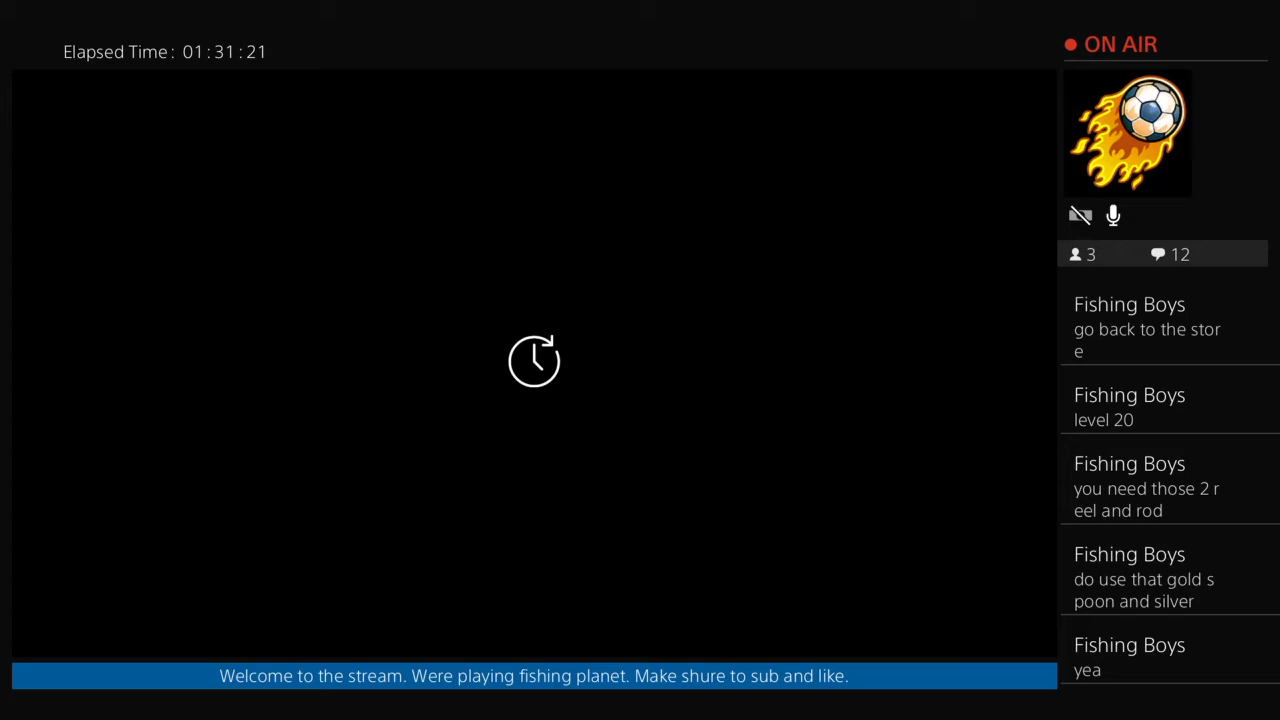 Elapsed Time: 01:31:21
ON AIR
3 12
Fishing Boys
go back to the stor
e
Fishing Boys
level 20
Fishing Boys
you need those 2 r
eel and rod
Fishing Boys
do use that gold s
poon and silver
Fishing Boys
yea
Welcome to the stream. Were playing fishing planet. Make shure to sub and like.